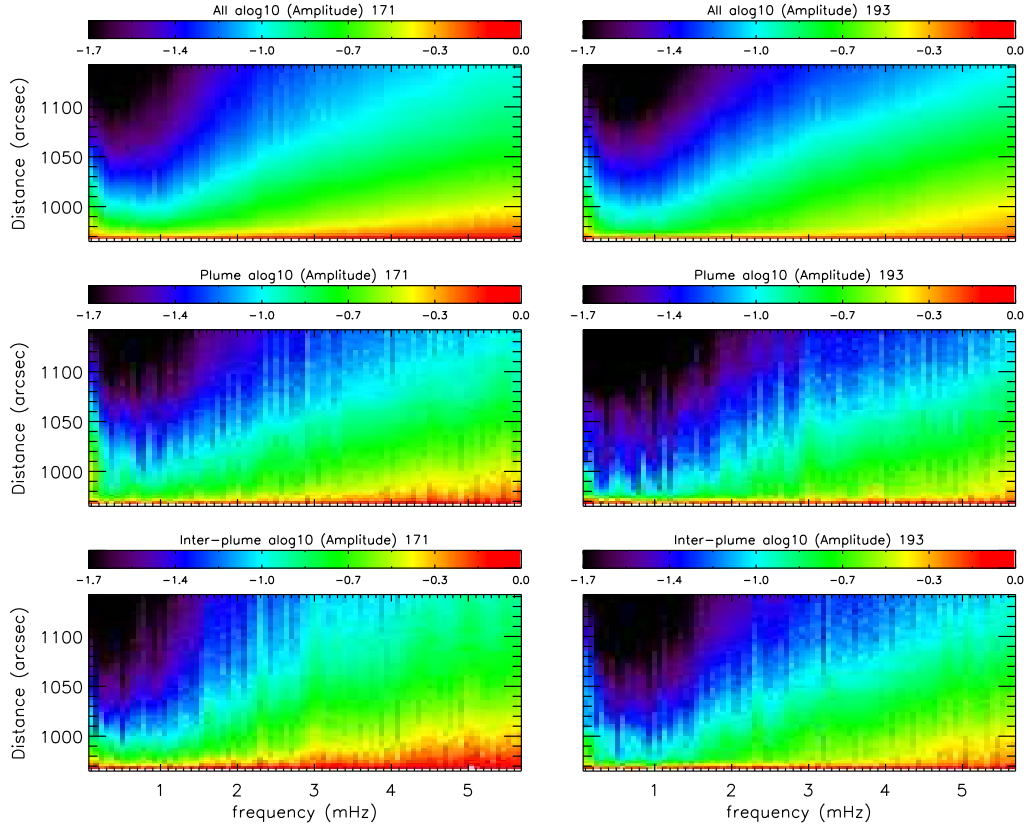 All alog10 (Amplitude) 171
−1.7 −1.4 −1.0 −0.7 −0.3 0.0
1100
1050
1000
Distance (arcsec)
All alog10 (Amplitude) 193
−1.7 −1.4 −1.0 −0.7 −0.3 0.0
Plume alog10 (Amplitude) 171
−1.7 −1.4 −1.0 −0.7 −0.3 0.0
1100
1050
1000
Distance (arcsec)
Plume alog10 (Amplitude) 193
−1.7 −1.4 −1.0 −0.7 −0.3 0.0
Inter−plume alog10 (Amplitude) 171
−1.7 −1.4 −1.0 −0.7 −0.3 0.0
1100
1050
1000
Distance (arcsec)
1 2 3 4 5
frequency (mHz)
Inter−plume alog10 (Amplitude) 193
−1.7 −1.4 −1.0 −0.7 −0.3 0.0
1 2 3 4 5
frequency (mHz)